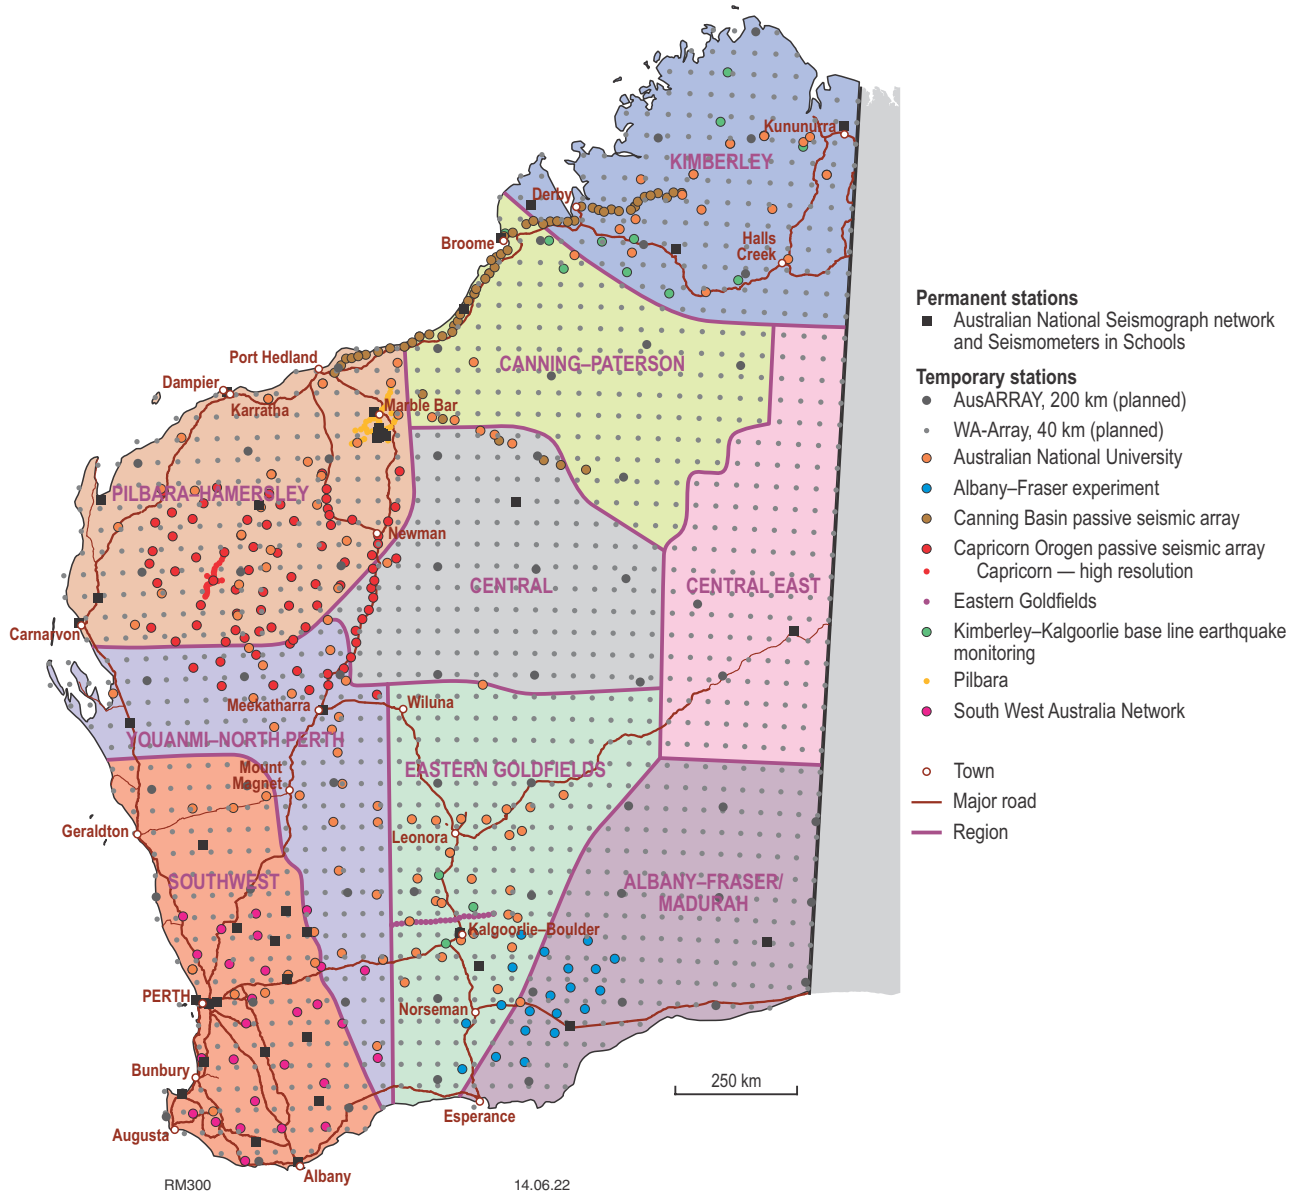 Kununurra
KIMBERLEY
Derby
Broome
Halls
Creek
Port Hedland
CANNING–PATERSON
Dampier
Karratha
Marble Bar
PILBARA–HAMERSLEY
Newman
CENTRAL
CENTRAL EAST
Carnarvon
Meekatharra
Wiluna
YOUANMI–NORTH PERTH
Mount
Magnet
EASTERN GOLDFIELDS
Geraldton
Leonora
SOUTHWEST
ALBANY–FRASER/
MADURAH
Kalgoorlie–Boulder
PERTH
Norseman
Bunbury
Esperance
Augusta
Albany
250 km
RM300
14.06.22
Permanent stations
Australian National Seismograph network
and Seismometers in Schools
Temporary stations
AusARRAY, 200 km (planned)
WA-Array, 40 km (planned)
Australian National University
Albany–Fraser experiment
Canning Basin passive seismic array
Capricorn Orogen passive seismic array
Capricorn — high resolution
Eastern Goldfields
Kimberley–Kalgoorlie base line earthquake
monitoring
Pilbara
South West Australia Network
Town
Major road
Region